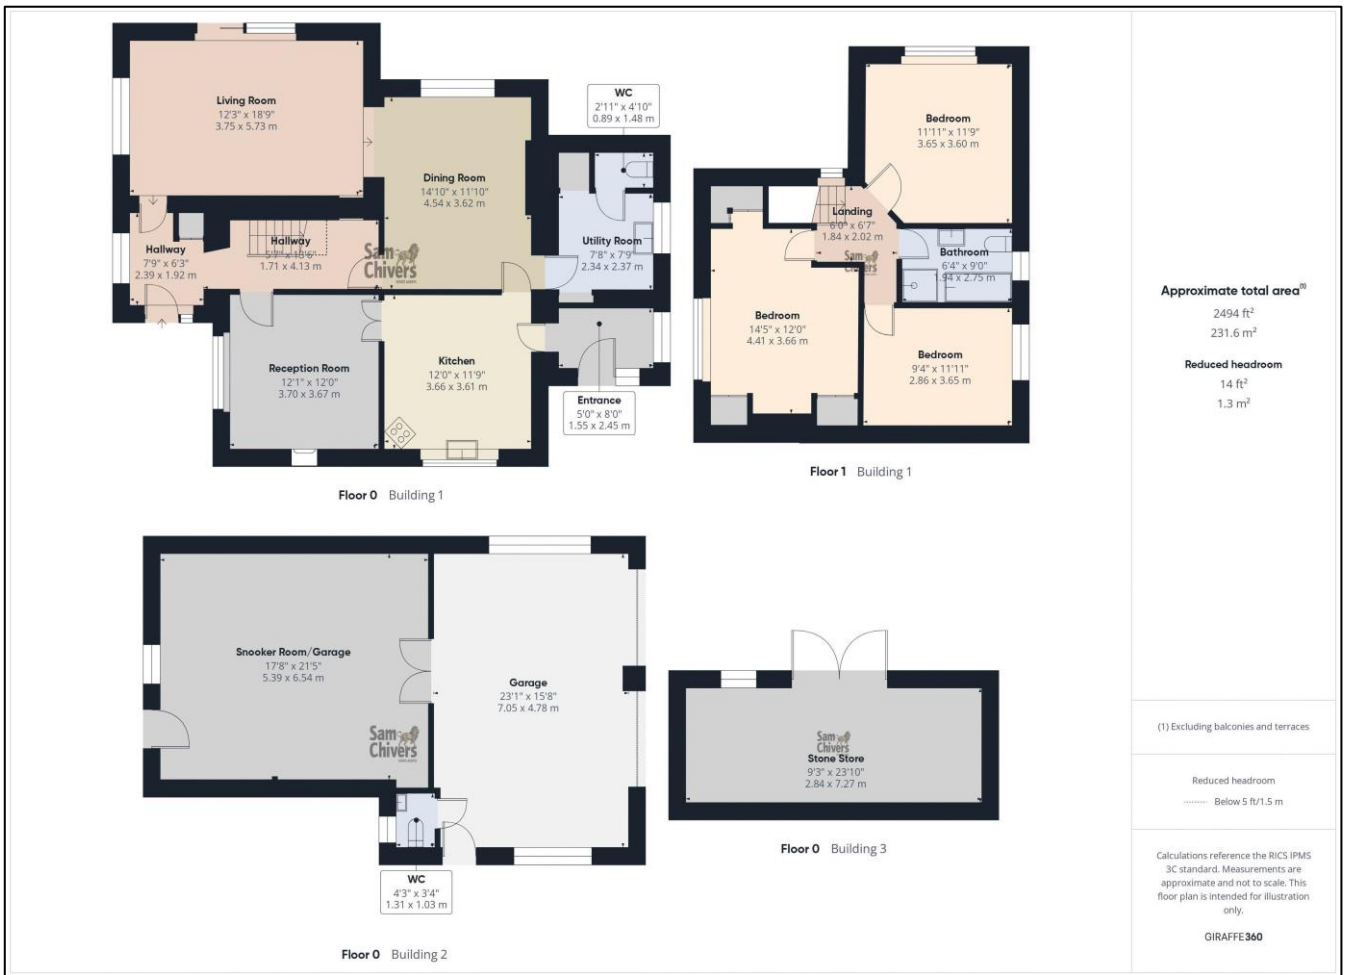 Living Room
12'3" x 18'9"
3.75 x 5.73 m
Dining Room
14'10" x 11'10"
4.54 x 3.62 m
WC
2'11" x 4'10"
0.89 x 1.48 m
Utility Room
7'8" x 7'9"
2.34 x 2.37 m
Hallway
7'9" x 6'3"
2.39 x 1.92 m
Hallway
5'7" x 13'6"
1.71 x 4.13 m
Sam
Chivers
Reception Room
12'1" x 12'0"
3.70 x 3.67 m
Kitchen
12'0" x 11'9"
3.66 x 3.61 m
Entrance
5'0" x 8'0"
1.55 x 2.45 m
Floor 0 Building 1
Bedroom
11'11" x 11'9"
3.65 x 3.60 m
Landing
6'0" x 6'7"
1.84 x 2.02 m
Sam
Chivers
Bathroom
6'4" x 9'0"
1.94 x 2.75 m
Bedroom
14'5" x 12'0"
4.41 x 3.66 m
Bedroom
9'4" x 11'11"
2.86 x 3.65 m
Floor 1 Building 1
Snooker Room/Garage
17'8" x 21'5"
5.39 x 6.54 m
Sam
Chivers
Garage
23'1" x 15'8"
7.05 x 4.78 m
WC
4'3" x 3'4"
1.31 x 1.03 m
Floor 0 Building 2
Sam
Chivers
Stone Store
9'3" x 23'10"
2.84 x 7.27 m
Floor 0 Building 3
Approximate total area(1)
2494 ft²
231.6 m²
Reduced headroom
14 ft²
1.3 m²
(1) Excluding balconies and terraces
Reduced headroom
Below 5 ft/1.5 m
Calculations reference the RICS IPMS
3C standard. Measurements are
approximate and not to scale. This
floor plan is intended for illustration
only.
GIRAFFE360